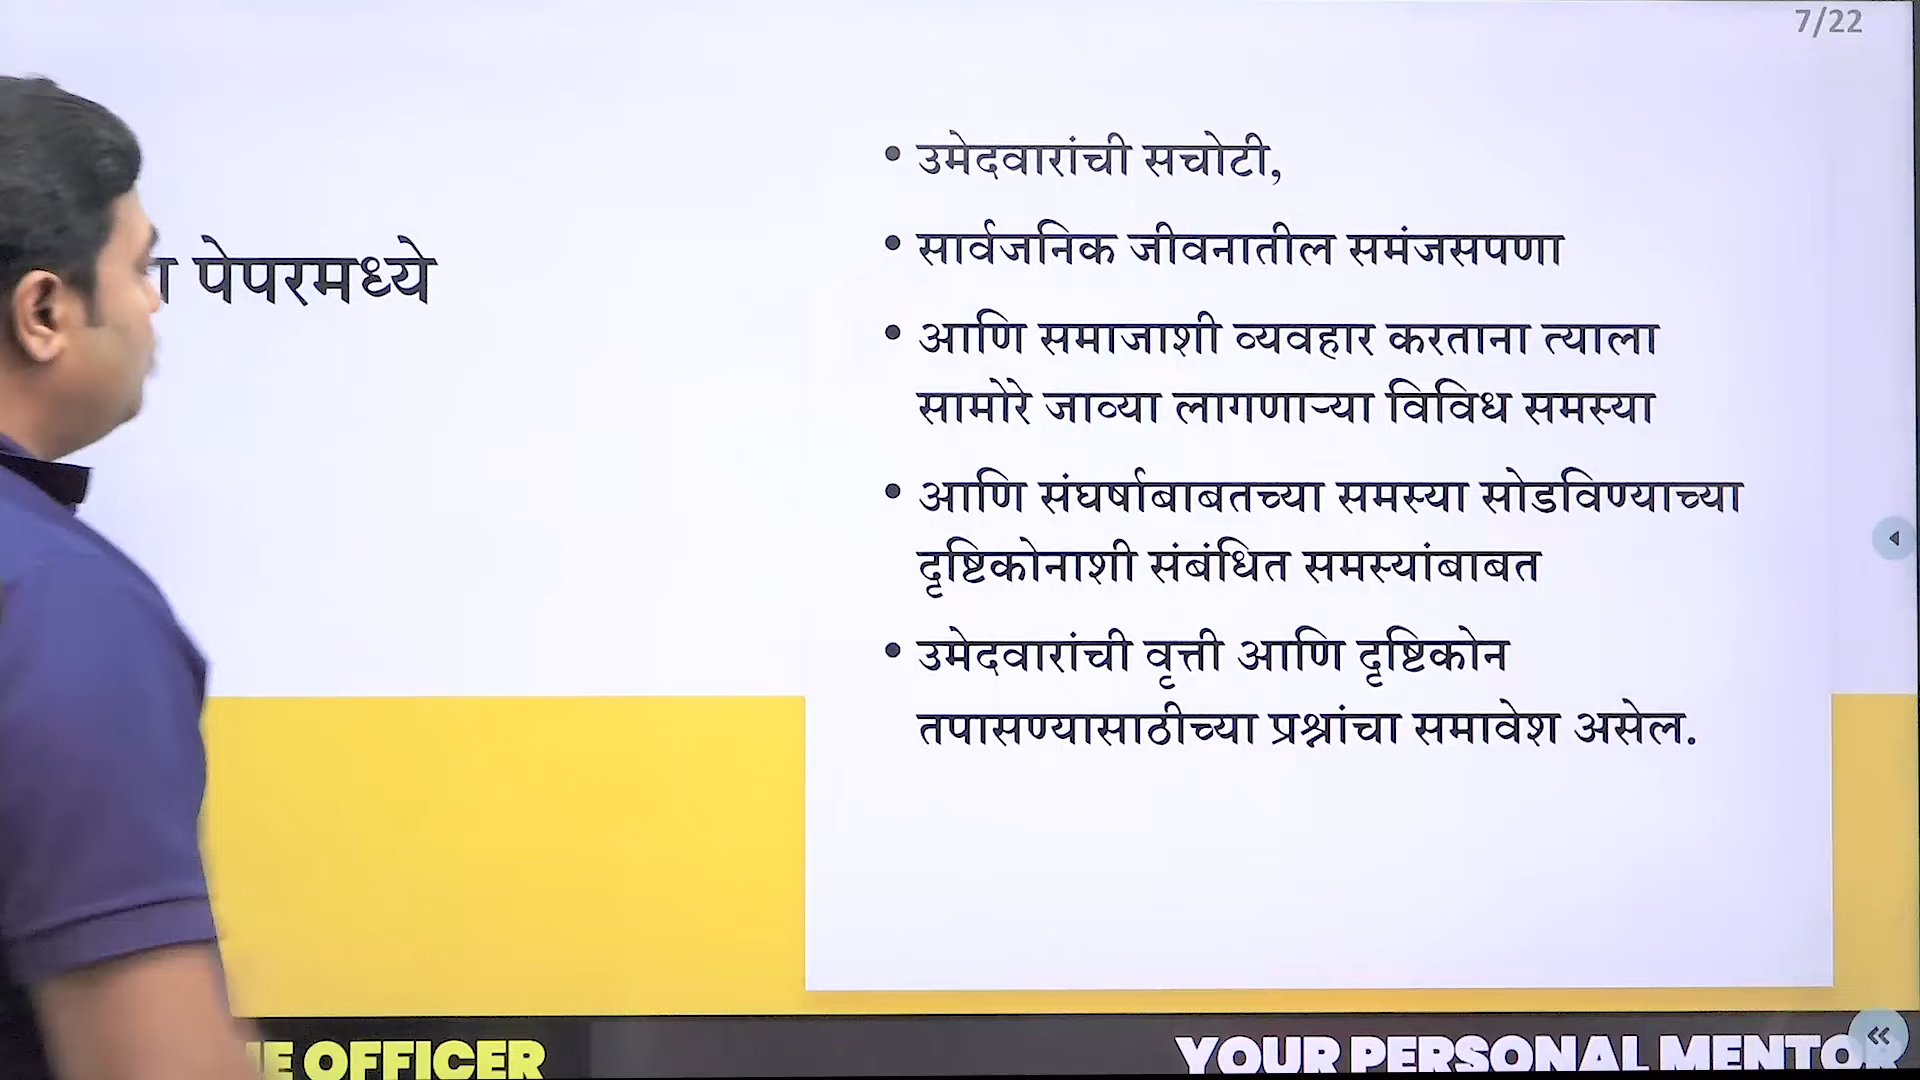 7/22
पेपरमध्ये
• उमेदवारांची सचोटी,
• सार्वजनिक जीवनातील समंजसपणा
• आणि समाजाशी व्यवहार करताना त्याला
सामोरे जाव्या लागणाऱ्या विविध समस्या
• आणि संघर्षाबाबतच्या समस्या सोडविण्याच्या
दृष्टिकोनाशी संबंधित समस्यांबाबत
• उमेदवारांची वृत्ती आणि दृष्टिकोन
तपासण्यासाठीच्या प्रश्नांचा समावेश असेल.
OFFICER
YOUR PERSONAL MENTOR